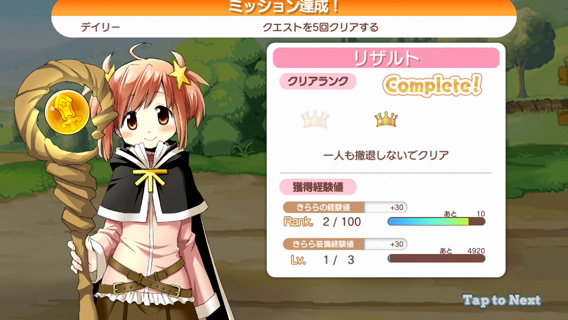 ミッション達成!
デイリー クエストを5回クリアする
リザルト
クリアランク Complete!
一人も撤退しないでクリア
獲得経験値
きららの経験値 +30
Rank. 2 / 100 あと 10
きらら装備経験値 +30
Lv. 1 / 3 あと 4920
Tap to Next